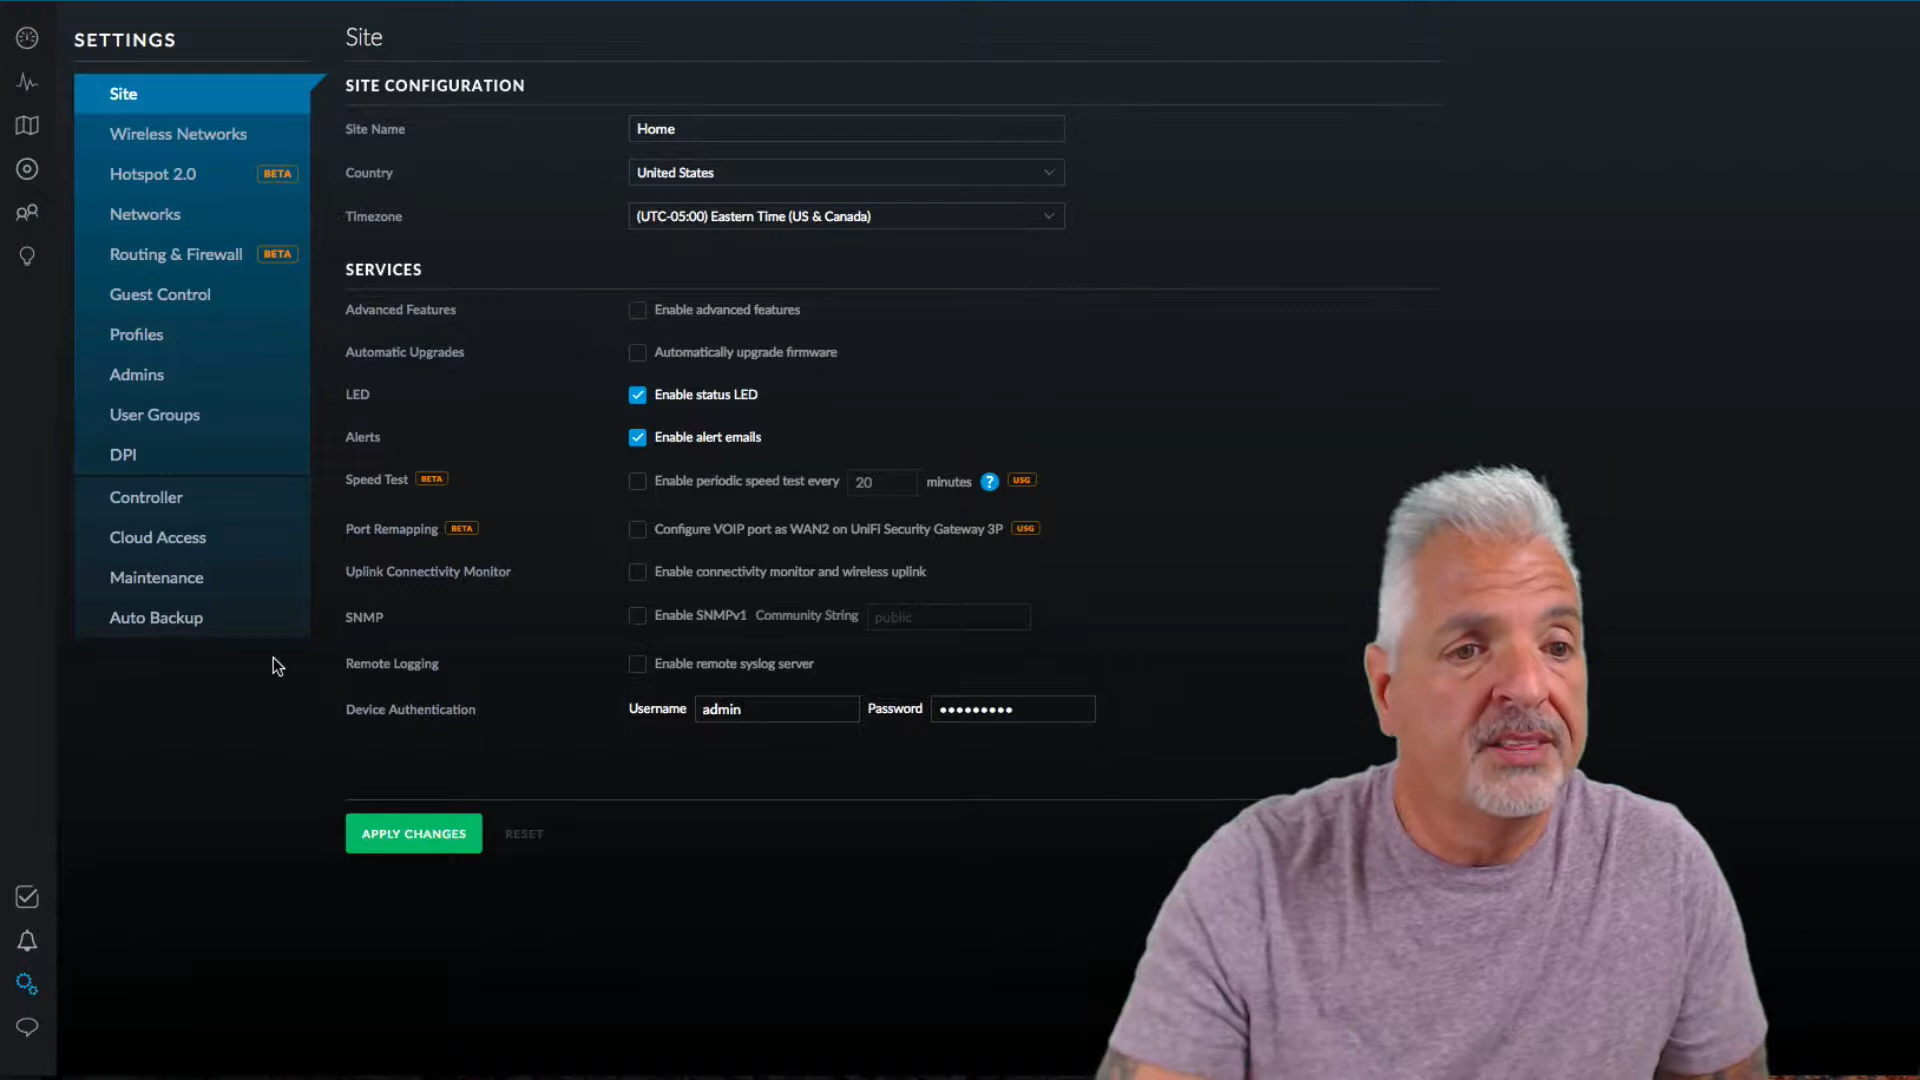 SETTINGS
Site
Wireless Networks
Hotspot 2.0 BETA
Networks
Routing & Firewall BETA
Guest Control
Profiles
Admins
User Groups
DPI
Controller
Cloud Access
Maintenance
Auto Backup
Site
SITE CONFIGURATION
Site Name Home
Country United States
Timezone (UTC-05:00) Eastern Time (US & Canada)
SERVICES
Advanced Features Enable advanced features
Automatic Upgrades Automatically upgrade firmware
LED Enable status LED
Alerts Enable alert emails
Speed Test BETA Enable periodic speed test every 20 minutes ? USG
Port Remapping BETA Configure VOIP port as WAN2 on UniFi Security Gateway 3P USG
Uplink Connectivity Monitor Enable connectivity monitor and wireless uplink
SNMP Enable SNMPv1 Community String public
Remote Logging Enable remote syslog server
Device Authentication Username admin Password •••••••••
APPLY CHANGES RESET